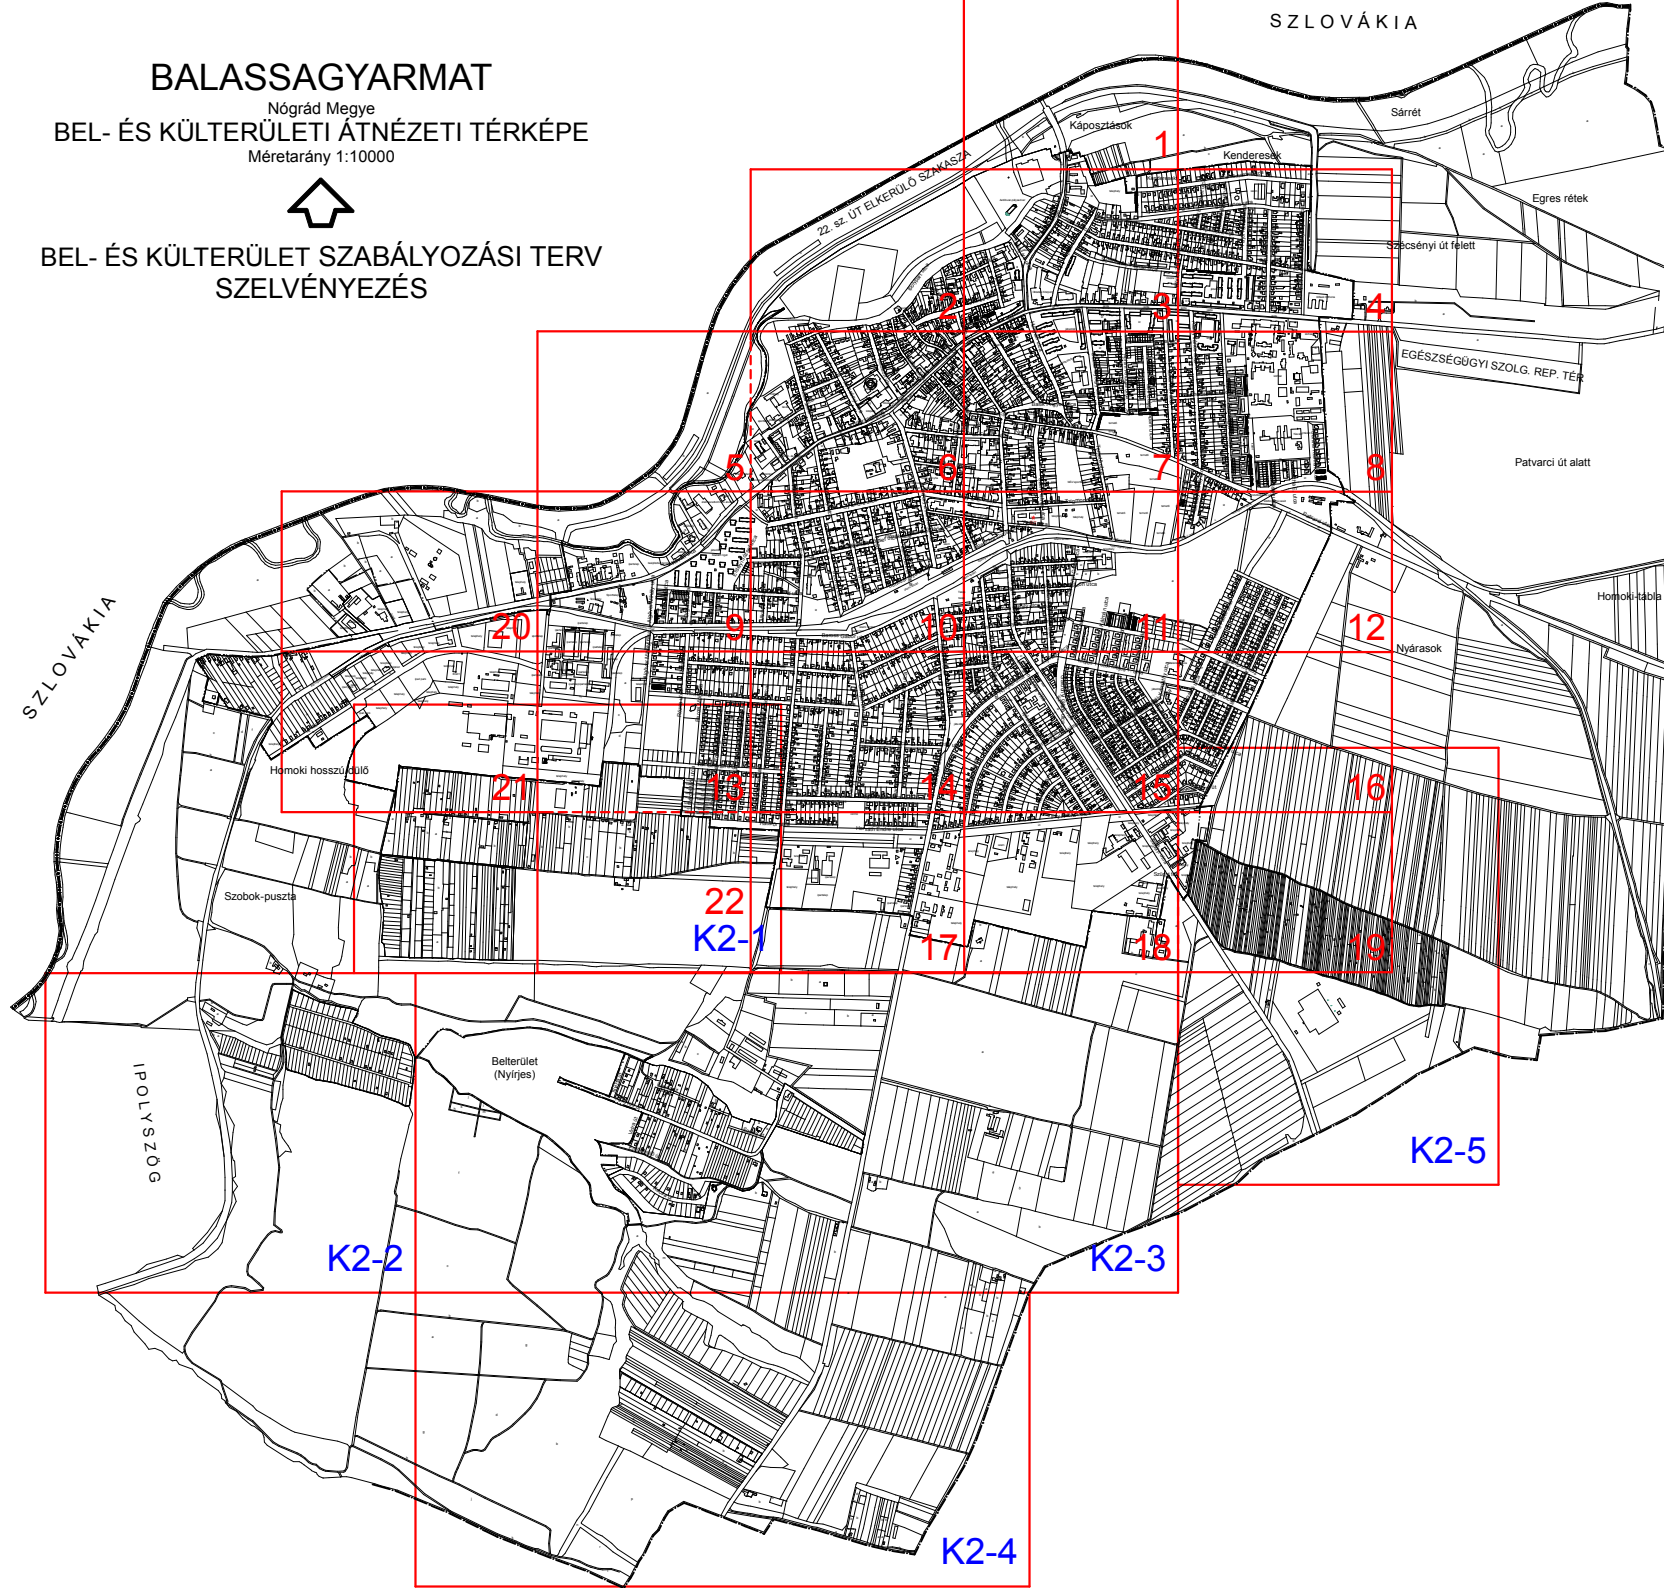 SZLOVÁKIA
BALASSAGYARMAT
Nógrád Megye
BEL- ÉS KÜLTERÜLETI ÁTNÉZETI TÉRKÉPE
Méretarány 1:10000
BEL- ÉS KÜLTERÜLET SZABÁLYOZÁSI TERV
SZELVÉNYEZÉS
Sárrét
Káposztások
1
Kenderesek
22. sz. ÚT ELKERÜLŐ SZAKASZA
Egres rétek
Szécsényi út felett
2
3
4
EGÉSZSÉGÜGYI SZOLG. REP. TÉR
5
6
7
8
Patvarci út alatt
SZLOVÁKIA
Homoki-tábla
20
9
10
11
12
Nyárasok
Homoki hosszú dűlő
21
13
14
15
16
Szobok-puszta
22
K2-1
17
18
19
IPOLYSZÖG
Belterület
(Nyírjes)
K2-5
K2-2
K2-3
K2-4